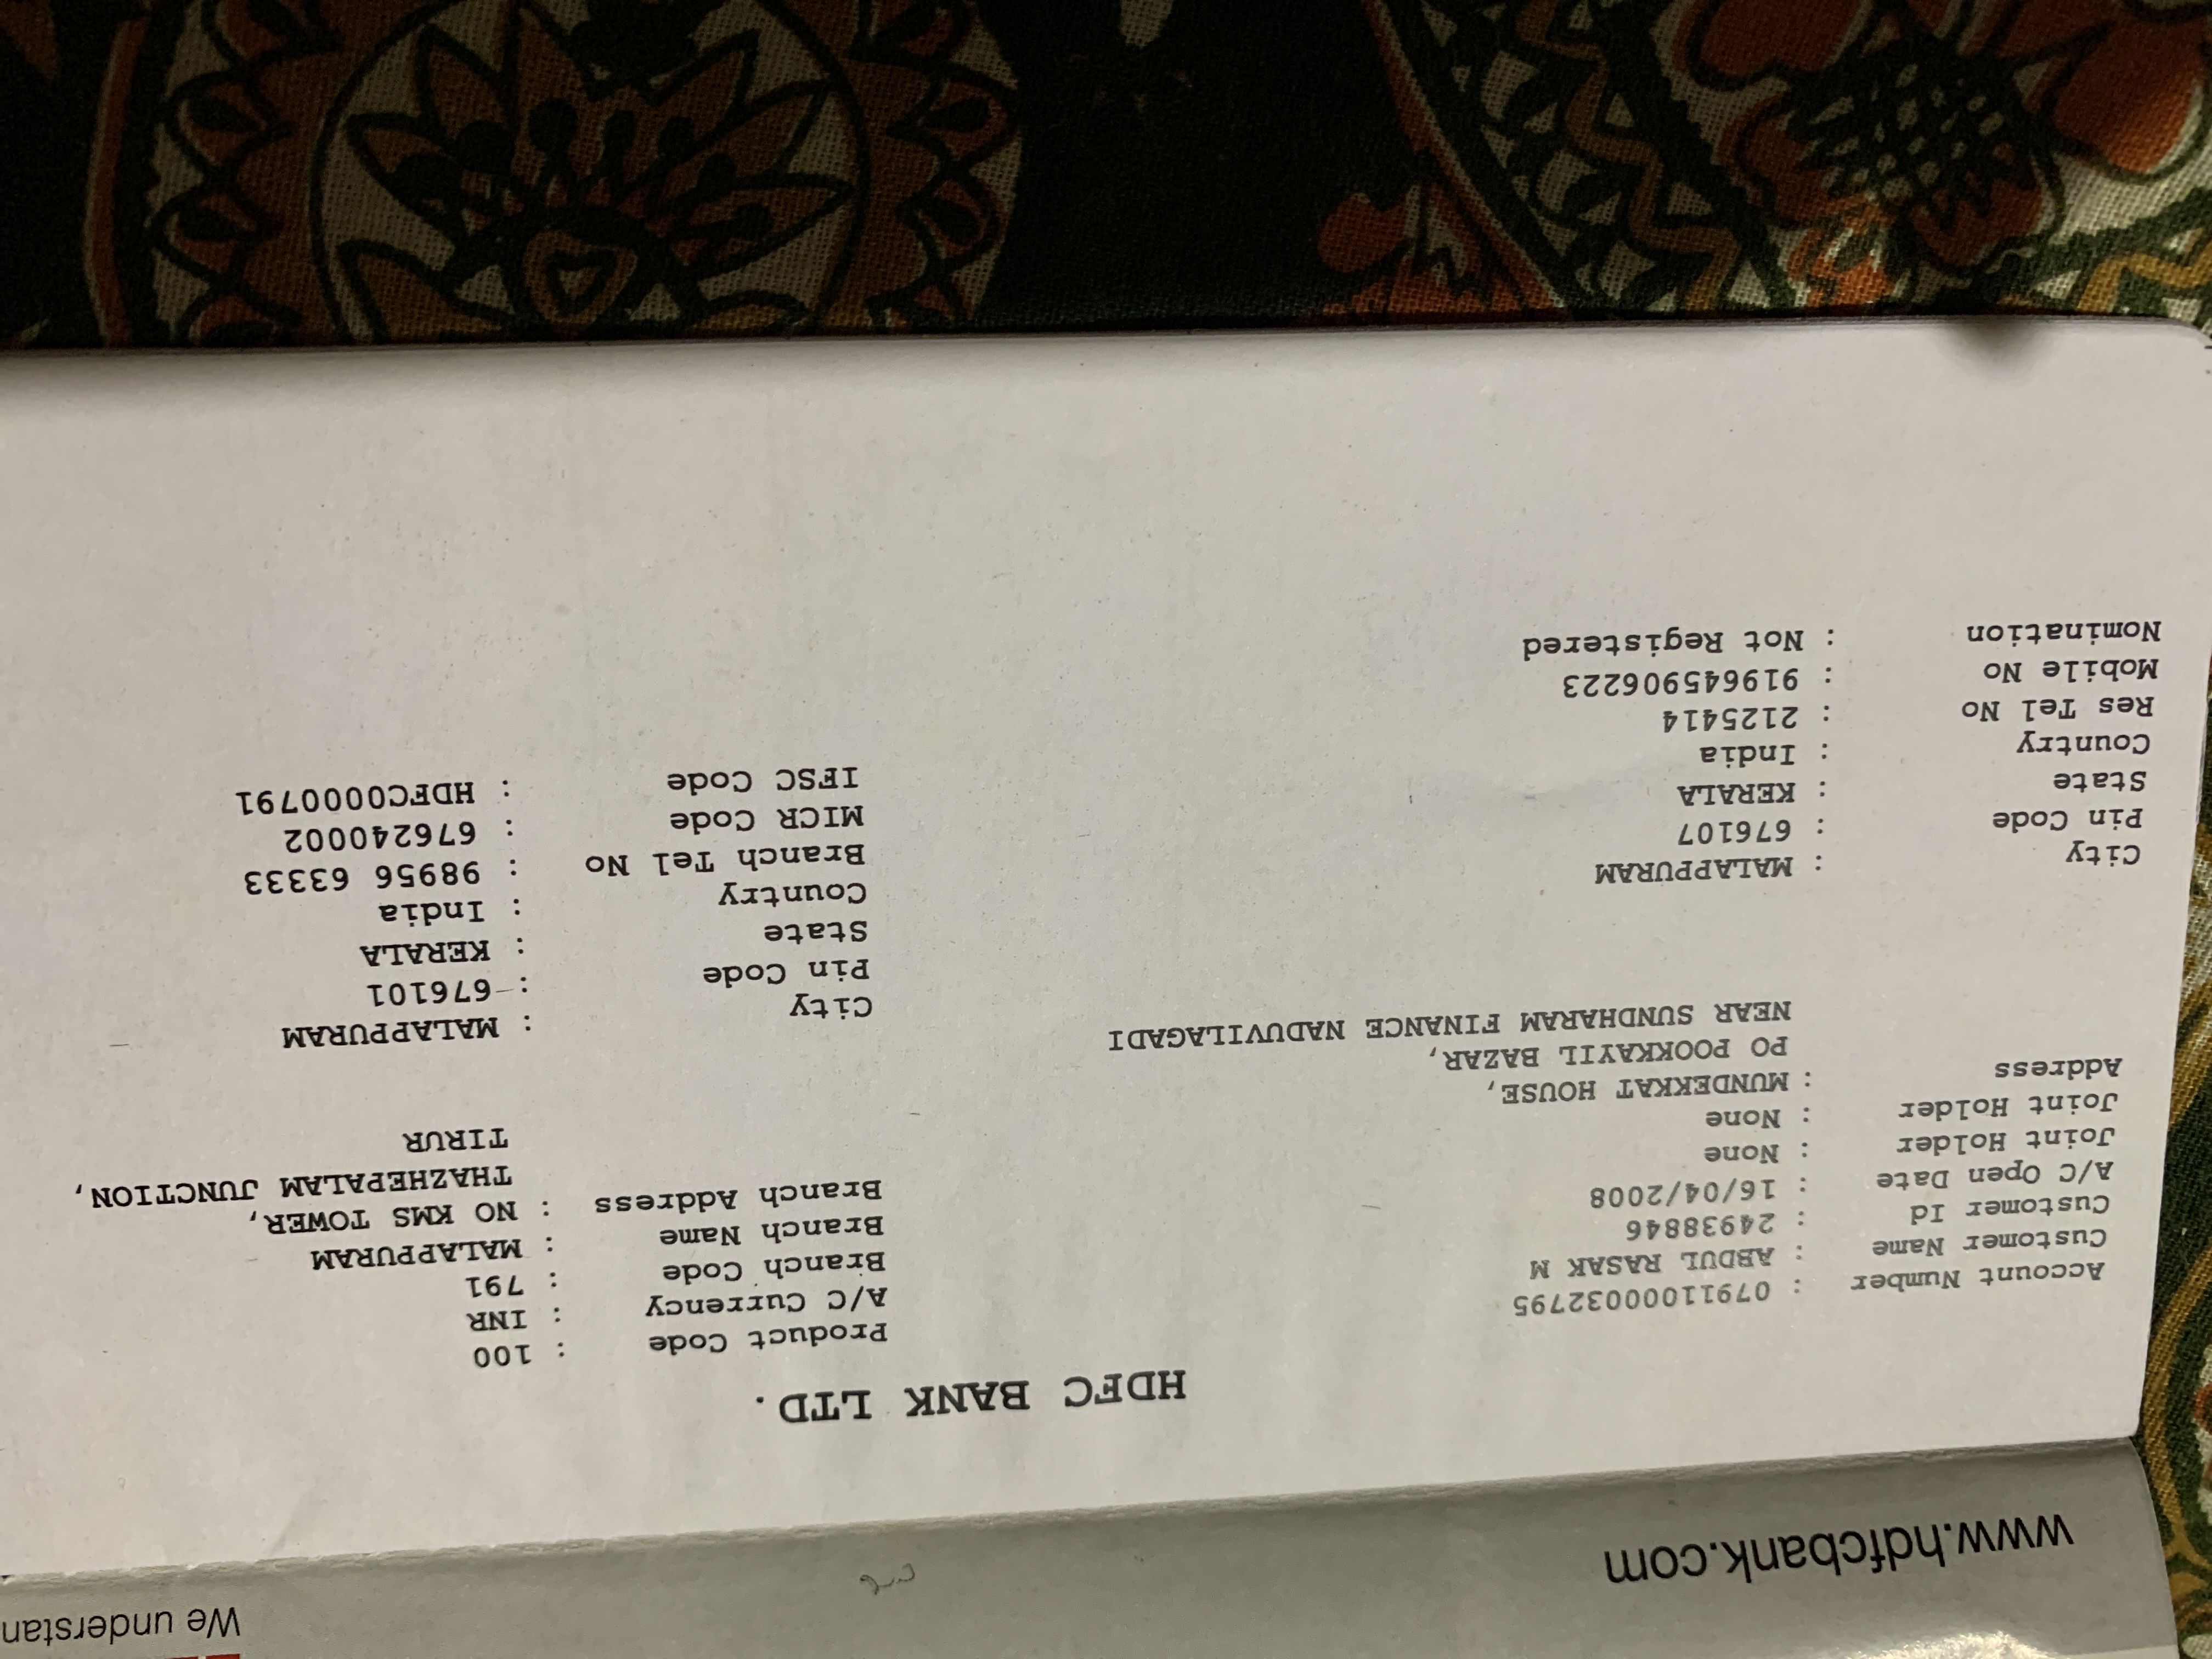 www.hdfcbank.com
We understan
HDFC BANK LTD.
Account Number : 07911000032795
Customer Name : ABDUL RASAK M
Customer Id : 24938846
A/C Open Date : 16/04/2008
Joint Holder : None
Joint Holder : None
Address : MUNDEKKAT HOUSE,
PO POOKKAYIL BAZAR,
NEAR SUNDHARAM FINANCE NADUVILAGADI
City : MALAPPURAM
Pin Code : 676107
State : KERALA
Country : India
Res Tel No : 2125414
Mobile No : 919645906223
Nomination : Not Registered
Product Code : 100
A/C Currency : INR
Branch Code : 791
Branch Name : MALAPPURAM
Branch Address : NO KMS TOWER,
THAZHEPALAM JUNCTION,
TIRUR
City : MALAPPURAM
Pin Code : 676101
State : KERALA
Country : India
Branch Tel No : 98956 63333
MICR Code : 676240002
IFSC Code : HDFC0000791